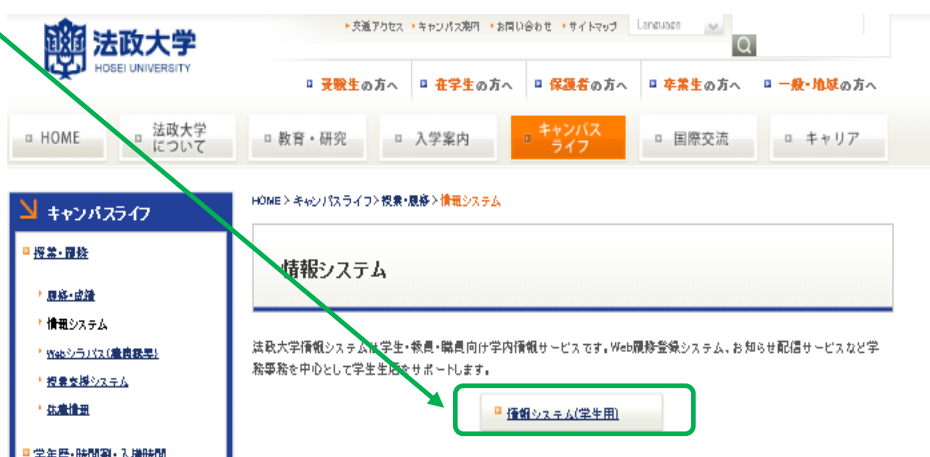 交通アクセス キャンパス案内 お問い合わせ サイトマップ Language
法政大学
HOSEI UNIVERSITY
受験生の方へ 在学生の方へ 保護者の方へ 卒業生の方へ 一般・地域の方へ
HOME 法政大学について 教育・研究 入学案内 キャンパスライフ 国際交流 キャリア
キャンパスライフ
授業・履修
履修・成績
情報システム
Webシラバス(講義概要)
授業支援システム
休講情報
学年暦・時間割・入構時間
HOME > キャンパスライフ > 授業・履修 > 情報システム
情報システム
法政大学情報システムは学生・教員・職員向け学内情報サービスです。Web履修登録システム、お知らせ配信サービスなど学
務事務を中心として学生生活をサポートします。
情報システム(学生用)